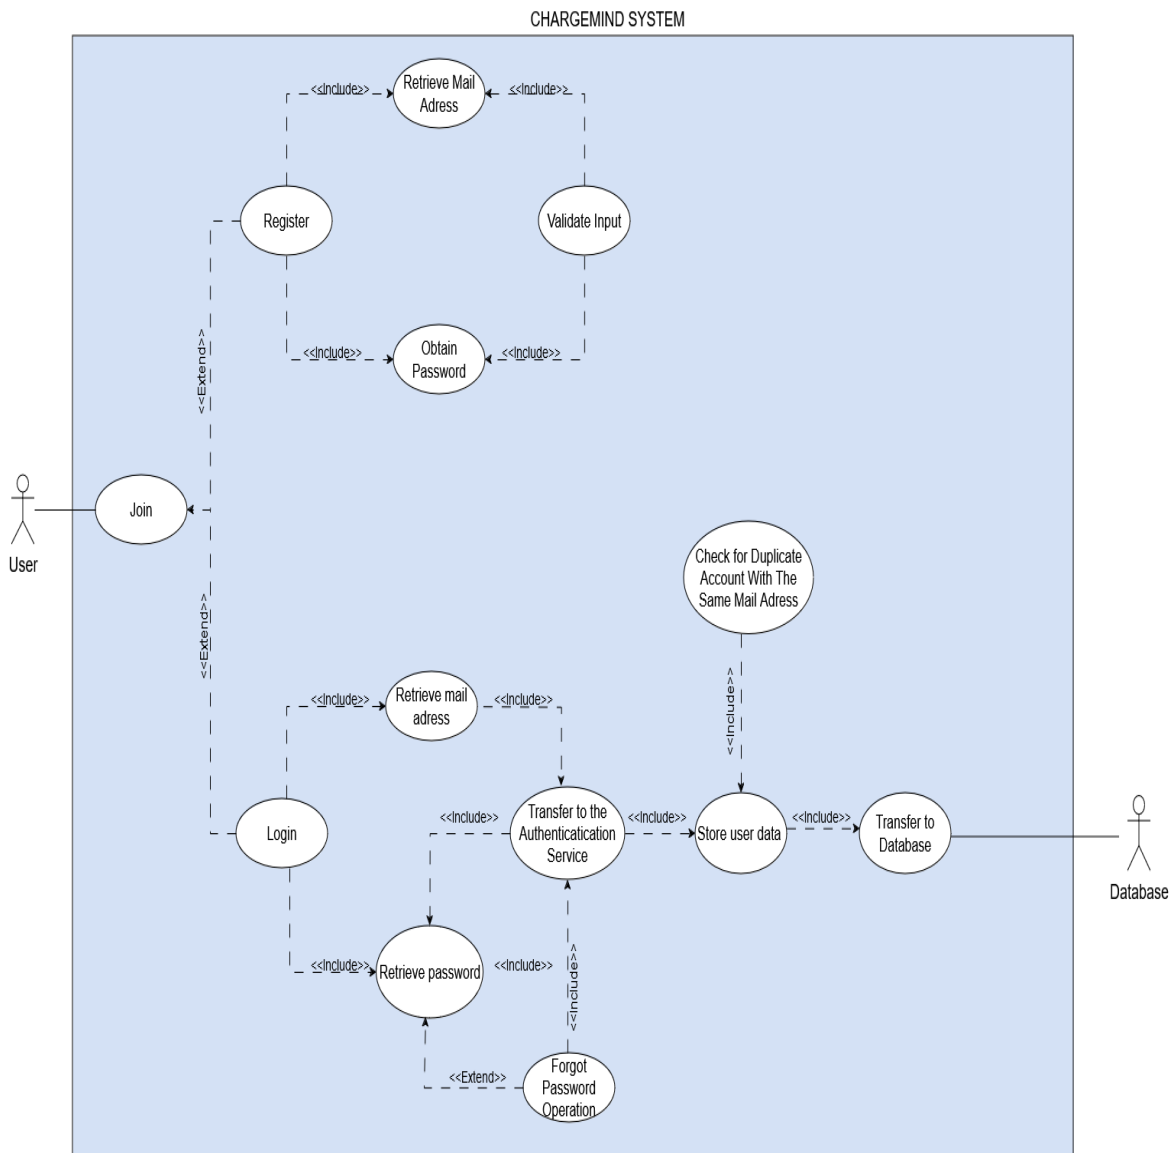 CHARGEMIND SYSTEM
<<Include>>
Retrieve Mail
Adress
<<Include>>
Register
Validate Input
<<Extend>>
<<Include>>
Obtain
Password
<<Include>>
User
Join
<<Extend>>
Check for Duplicate
Account With The
Same Mail Adress
<<Include>>
<<Include>>
Retrieve mail
adress
<<Include>>
Login
<<Include>>
Transfer to the
Authenticatication
Service
<<Include>>
Store user data
<<Include>>
Transfer to
Database
Database
<<Include>>
Retrieve password
<<Include>>
<<Include>>
<<Extend>>
Forgot
Password
Operation